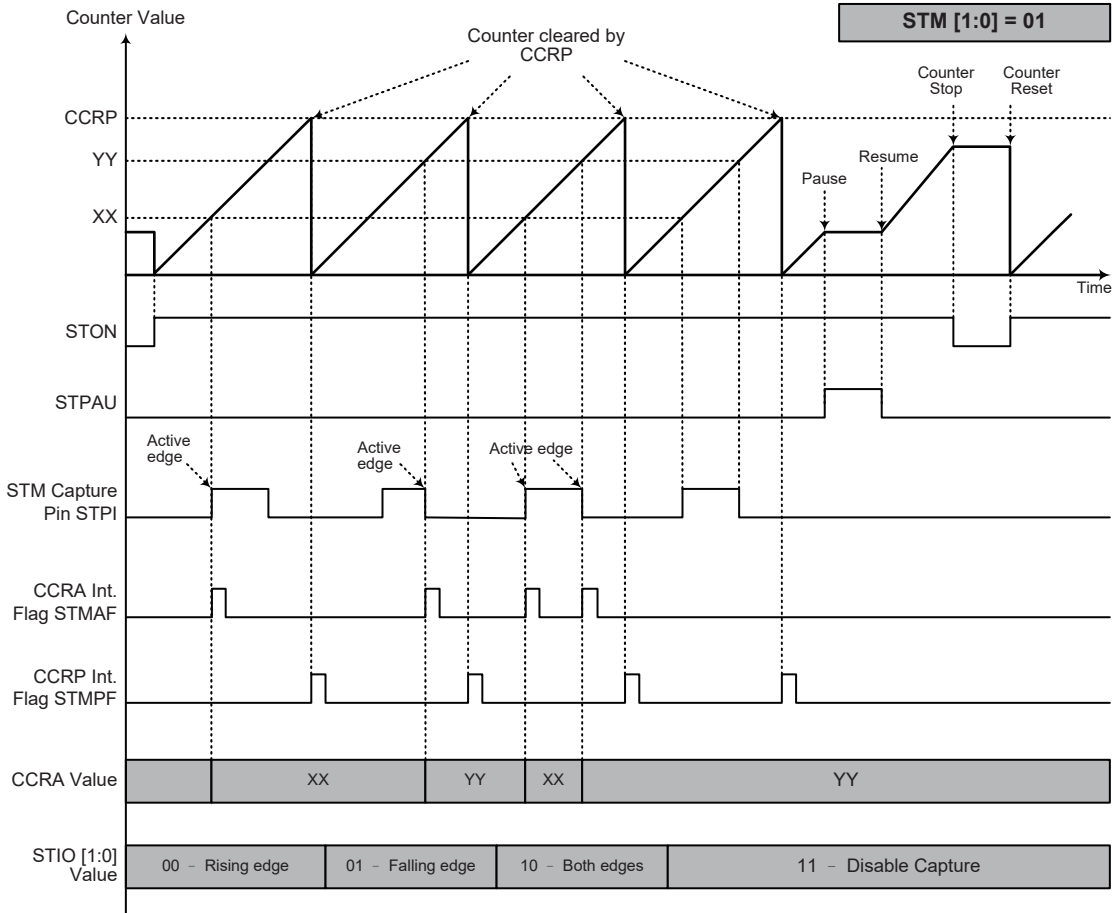 Counter Value
STM [1:0] = 01
Counter cleared by
CCRP
Counter
Stop
Counter
Reset
CCRP
YY
Resume
Pause
XX
Time
STON
STPAU
Active
edge
Active
edge
Active edge
STM Capture
Pin STPI
CCRA Int.
Flag STMAF
CCRP Int.
Flag STMPF
CCRA Value
XX
YY
XX
YY
STIO [1:0]
Value
00 – Rising edge
01 – Falling edge
10 – Both edges
11 – Disable Capture